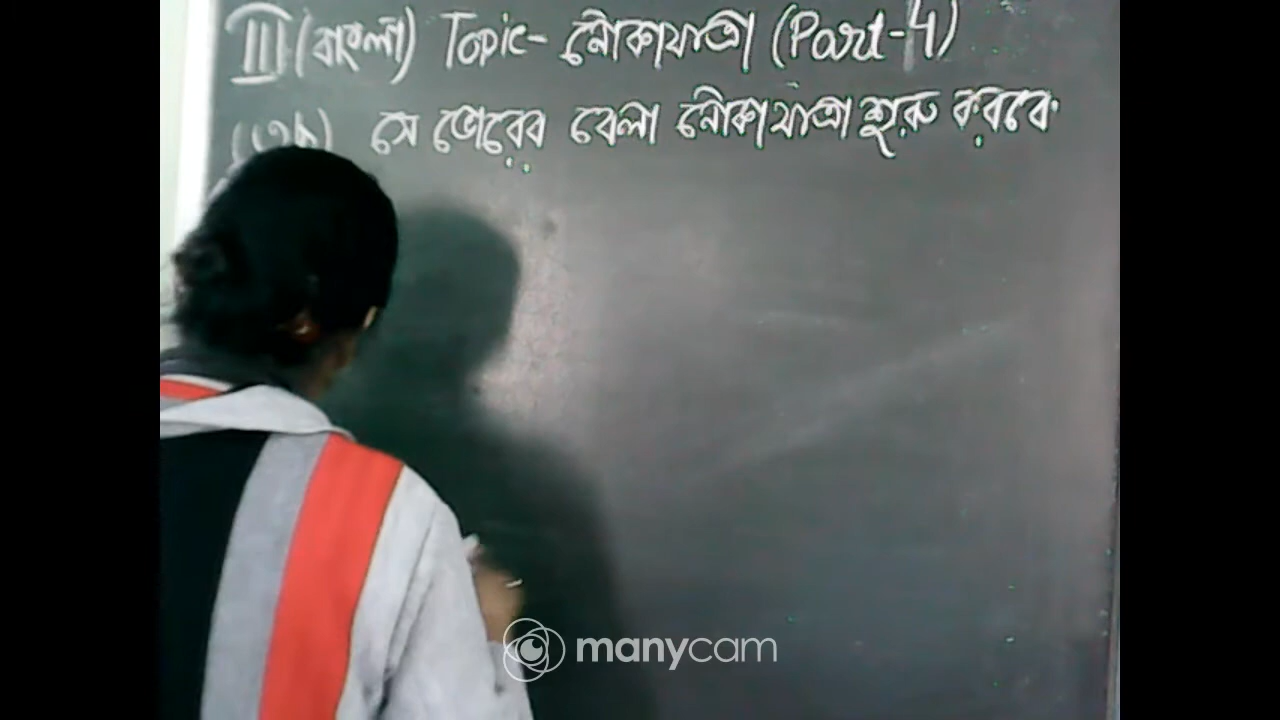 III (বাংলা) Topic- নৌকাযাত্রা (Part-4)
সে ভোরের বেলা নৌকাযাত্রা শুরু করবে
manycam